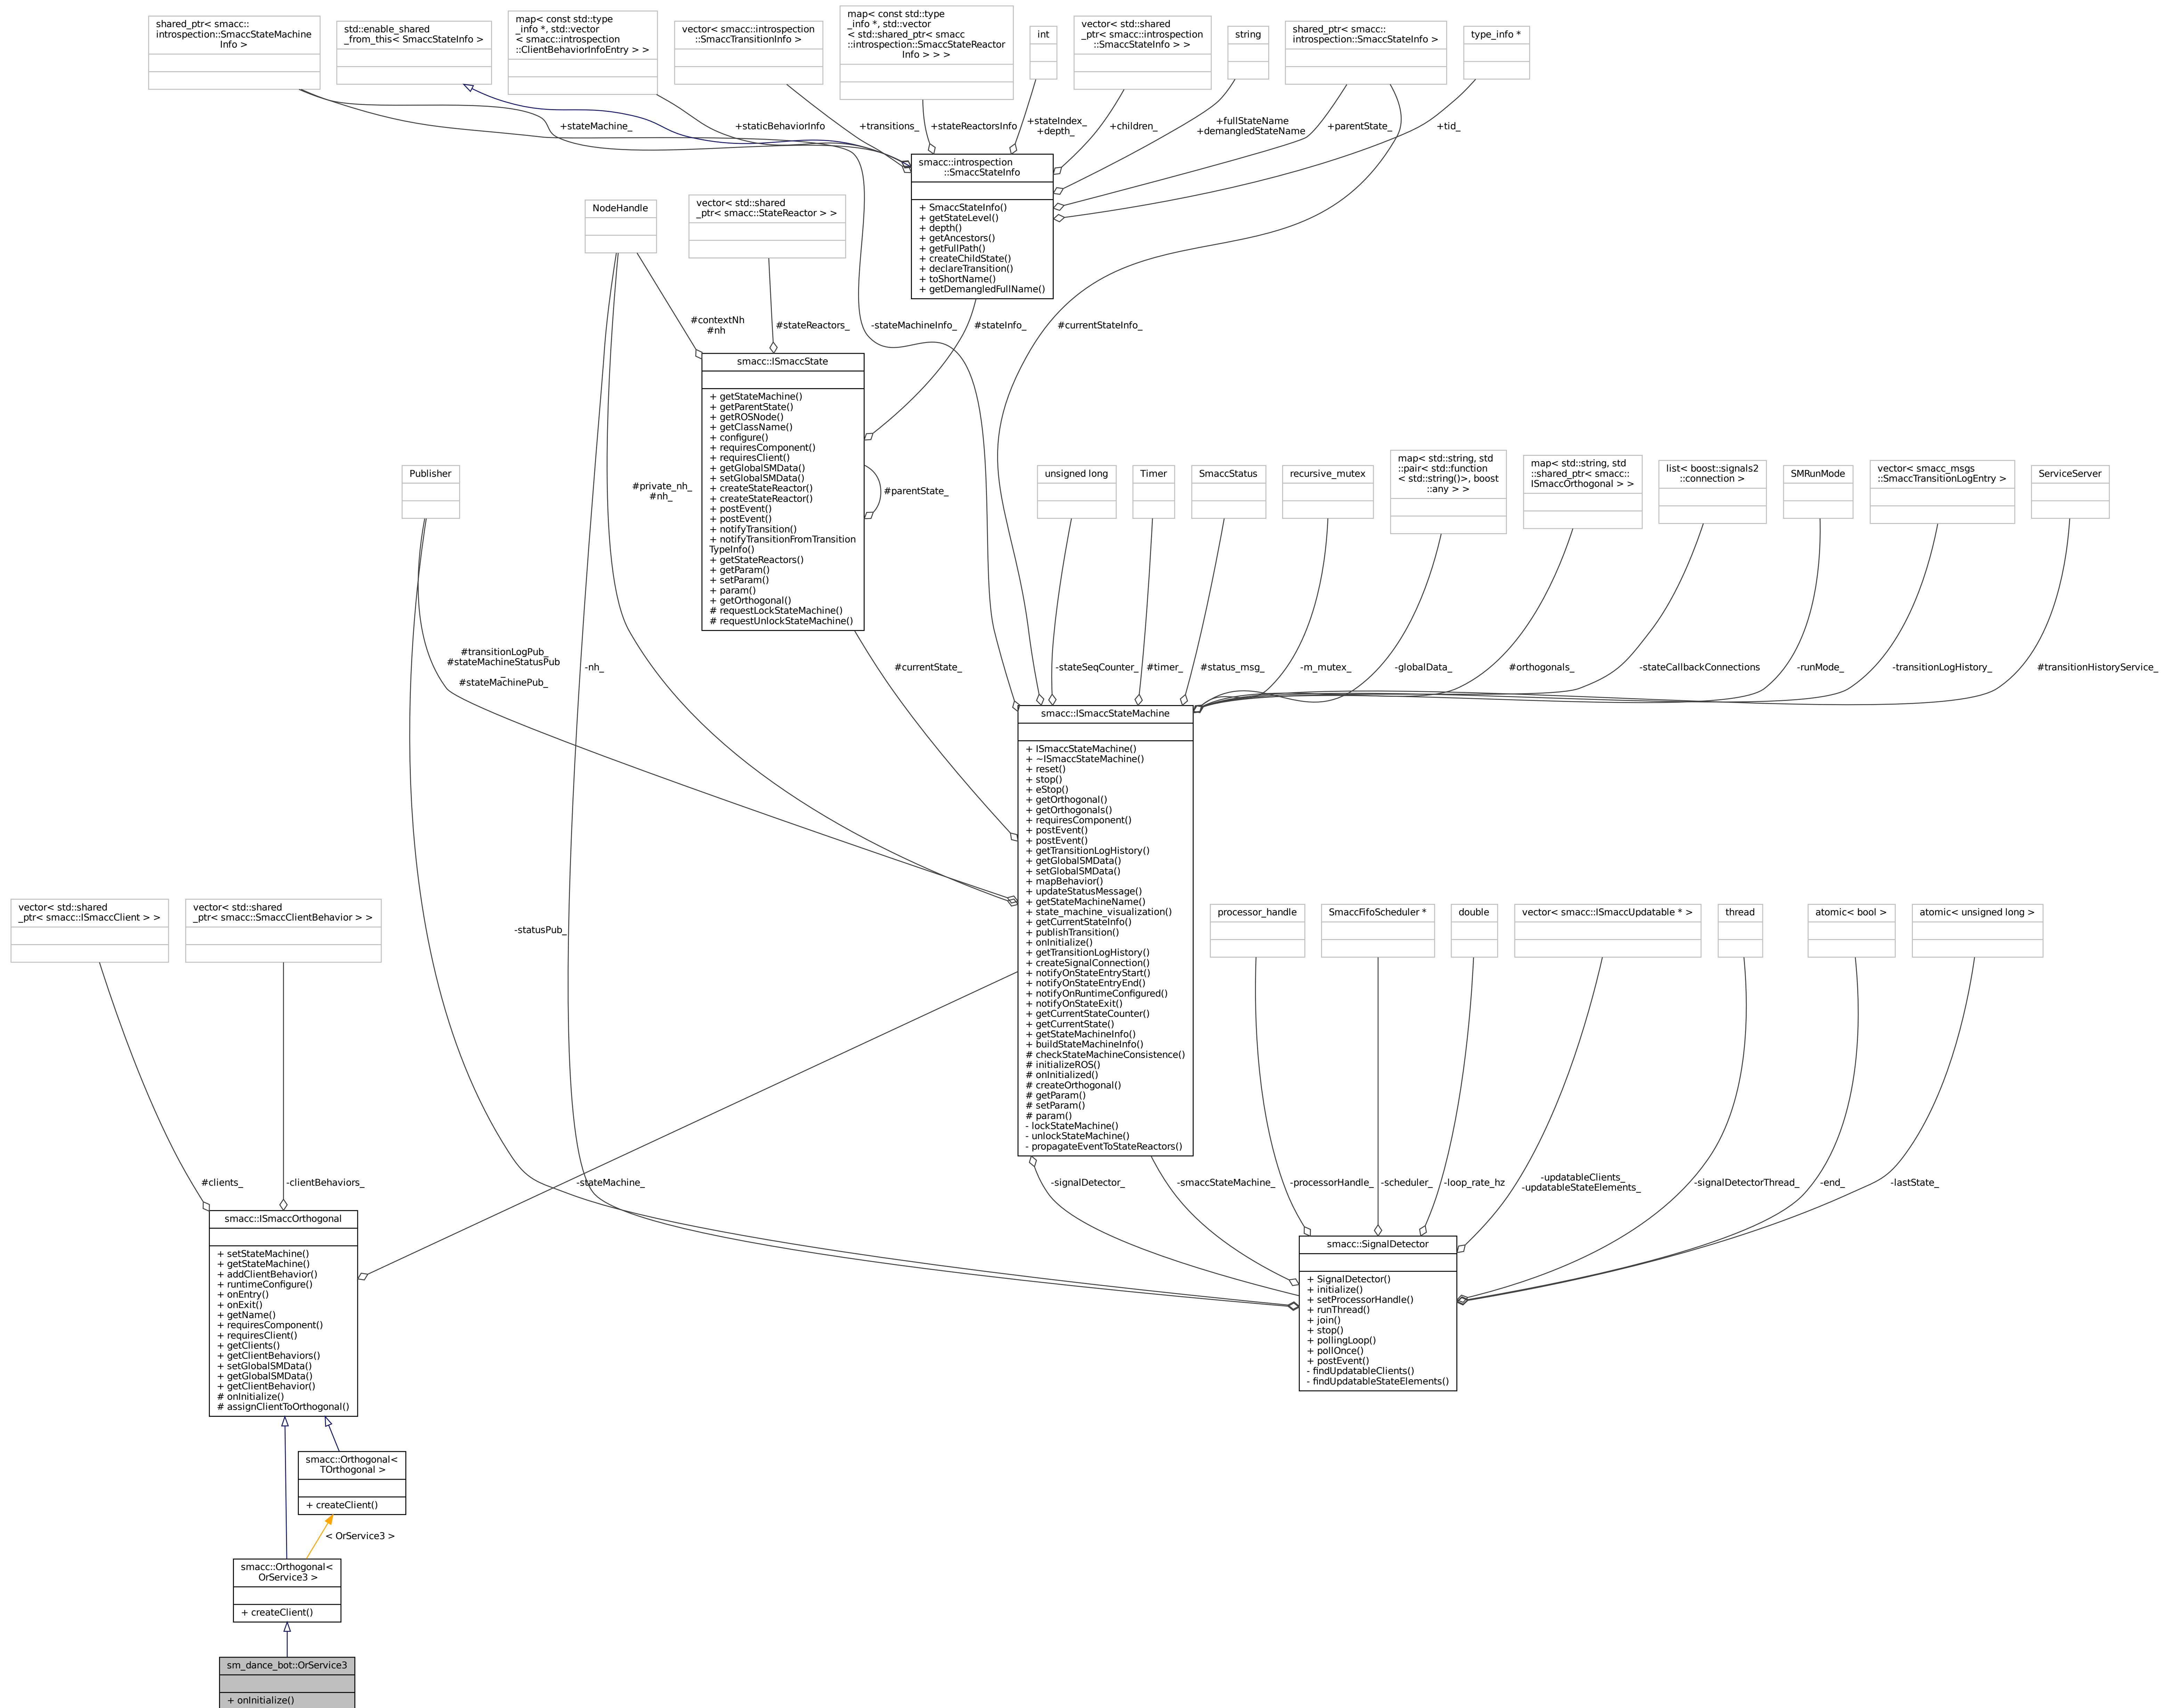 shared_ptr< smacc::
introspection::SmaccStateMachine
Info >
std::enable_shared
_from_this< SmaccStateInfo >
map< const std::type
_info *, std::vector
< smacc::introspection
::ClientBehaviorInfoEntry > >
vector< smacc::introspection
::SmaccTransitionInfo >
map< const std::type
_info *, std::vector
< std::shared_ptr< smacc
::introspection::SmaccStateReactor
Info > > >
int
vector< std::shared
_ptr< smacc::introspection
::SmaccStateInfo > >
string
shared_ptr< smacc::
introspection::SmaccStateInfo >
type_info *
+stateMachine_
+staticBehaviorInfo
+transitions_
+stateReactorsInfo
+stateIndex_
+depth_
+children_
+fullStateName
+demangledStateName
+parentState_
+tid_
smacc::introspection
::SmaccStateInfo
+ SmaccStateInfo()
+ getStateLevel()
+ depth()
+ getAncestors()
+ getFullPath()
+ createChildState()
+ declareTransition()
+ toShortName()
+ getDemangledFullName()
NodeHandle
vector< std::shared
_ptr< smacc::StateReactor > >
#contextNh
#nh
#stateReactors_
-stateMachineInfo_
#stateInfo_
#currentStateInfo_
smacc::ISmaccState
+ getStateMachine()
+ getParentState()
+ getROSNode()
+ getClassName()
+ configure()
+ requiresComponent()
+ requiresClient()
+ getGlobalSMData()
+ setGlobalSMData()
+ createStateReactor()
+ createStateReactor()
+ postEvent()
+ postEvent()
+ notifyTransition()
+ notifyTransitionFromTransition
TypeInfo()
+ getStateReactors()
+ getParam()
+ setParam()
+ param()
+ getOrthogonal()
# requestLockStateMachine()
# requestUnlockStateMachine()
#parentState_
Publisher
#private_nh_
#nh_
unsigned long
Timer
SmaccStatus
recursive_mutex
map< std::string, std
::pair< std::function
< std::string()>, boost
::any > >
map< std::string, std
::shared_ptr< smacc::
ISmaccOrthogonal > >
list< boost::signals2
::connection >
SMRunMode
vector< smacc_msgs
::SmaccTransitionLogEntry >
ServiceServer
#transitionLogPub_
#stateMachineStatusPub
_
#stateMachinePub_
-nh_
#currentState_
-stateSeqCounter_
#timer_
#status_msg_
-m_mutex_
-globalData_
#orthogonals_
-stateCallbackConnections
-runMode_
-transitionLogHistory_
#transitionHistoryService_
smacc::ISmaccStateMachine
+ ISmaccStateMachine()
+ ~ISmaccStateMachine()
+ reset()
+ stop()
+ eStop()
+ getOrthogonal()
+ getOrthogonals()
+ requiresComponent()
+ postEvent()
+ postEvent()
+ getTransitionLogHistory()
+ getGlobalSMData()
+ setGlobalSMData()
+ mapBehavior()
+ updateStatusMessage()
+ getStateMachineName()
+ state_machine_visualization()
+ getCurrentStateInfo()
+ publishTransition()
+ onInitialize()
+ getTransitionLogHistory()
+ createSignalConnection()
+ notifyOnStateEntryStart()
+ notifyOnStateEntryEnd()
+ notifyOnRuntimeConfigured()
+ notifyOnStateExit()
+ getCurrentStateCounter()
+ getCurrentState()
+ getStateMachineInfo()
+ buildStateMachineInfo()
# checkStateMachineConsistence()
# initializeROS()
# onInitialized()
# createOrthogonal()
# getParam()
# setParam()
# param()
- lockStateMachine()
- unlockStateMachine()
- propagateEventToStateReactors()
vector< std::shared
_ptr< smacc::ISmaccClient > >
vector< std::shared
_ptr< smacc::SmaccClientBehavior > >
-statusPub_
processor_handle
SmaccFifoScheduler *
double
vector< smacc::ISmaccUpdatable * >
thread
atomic< bool >
atomic< unsigned long >
#clients_
-clientBehaviors_
-stateMachine_
-signalDetector_
-smaccStateMachine_
-processorHandle_
-scheduler_
-loop_rate_hz
-updatableClients_
-updatableStateElements_
-signalDetectorThread_
-end_
-lastState_
smacc::ISmaccOrthogonal
+ setStateMachine()
+ getStateMachine()
+ addClientBehavior()
+ runtimeConfigure()
+ onEntry()
+ onExit()
+ getName()
+ requiresComponent()
+ requiresClient()
+ getClients()
+ getClientBehaviors()
+ setGlobalSMData()
+ getGlobalSMData()
+ getClientBehavior()
# onInitialize()
# assignClientToOrthogonal()
smacc::SignalDetector
+ SignalDetector()
+ initialize()
+ setProcessorHandle()
+ runThread()
+ join()
+ stop()
+ pollingLoop()
+ pollOnce()
+ postEvent()
- findUpdatableClients()
- findUpdatableStateElements()
smacc::Orthogonal<
TOrthogonal >
+ createClient()
< OrService3 >
smacc::Orthogonal<
OrService3 >
+ createClient()
sm_dance_bot::OrService3
+ onInitialize()